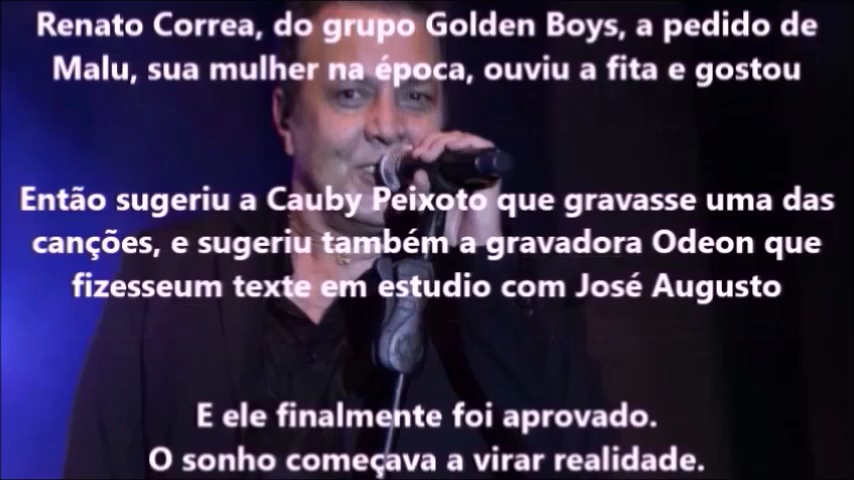 Renato Correa, do grupo Golden Boys, a pedido de
Malu, sua mulher na época, ouviu a fita e gostou
Então sugeriu a Cauby Peixoto que gravasse uma das
canções, e sugeriu também a gravadora Odeon que
fizesseum texte em estudio com José Augusto
E ele finalmente foi aprovado.
O sonho começava a virar realidade.